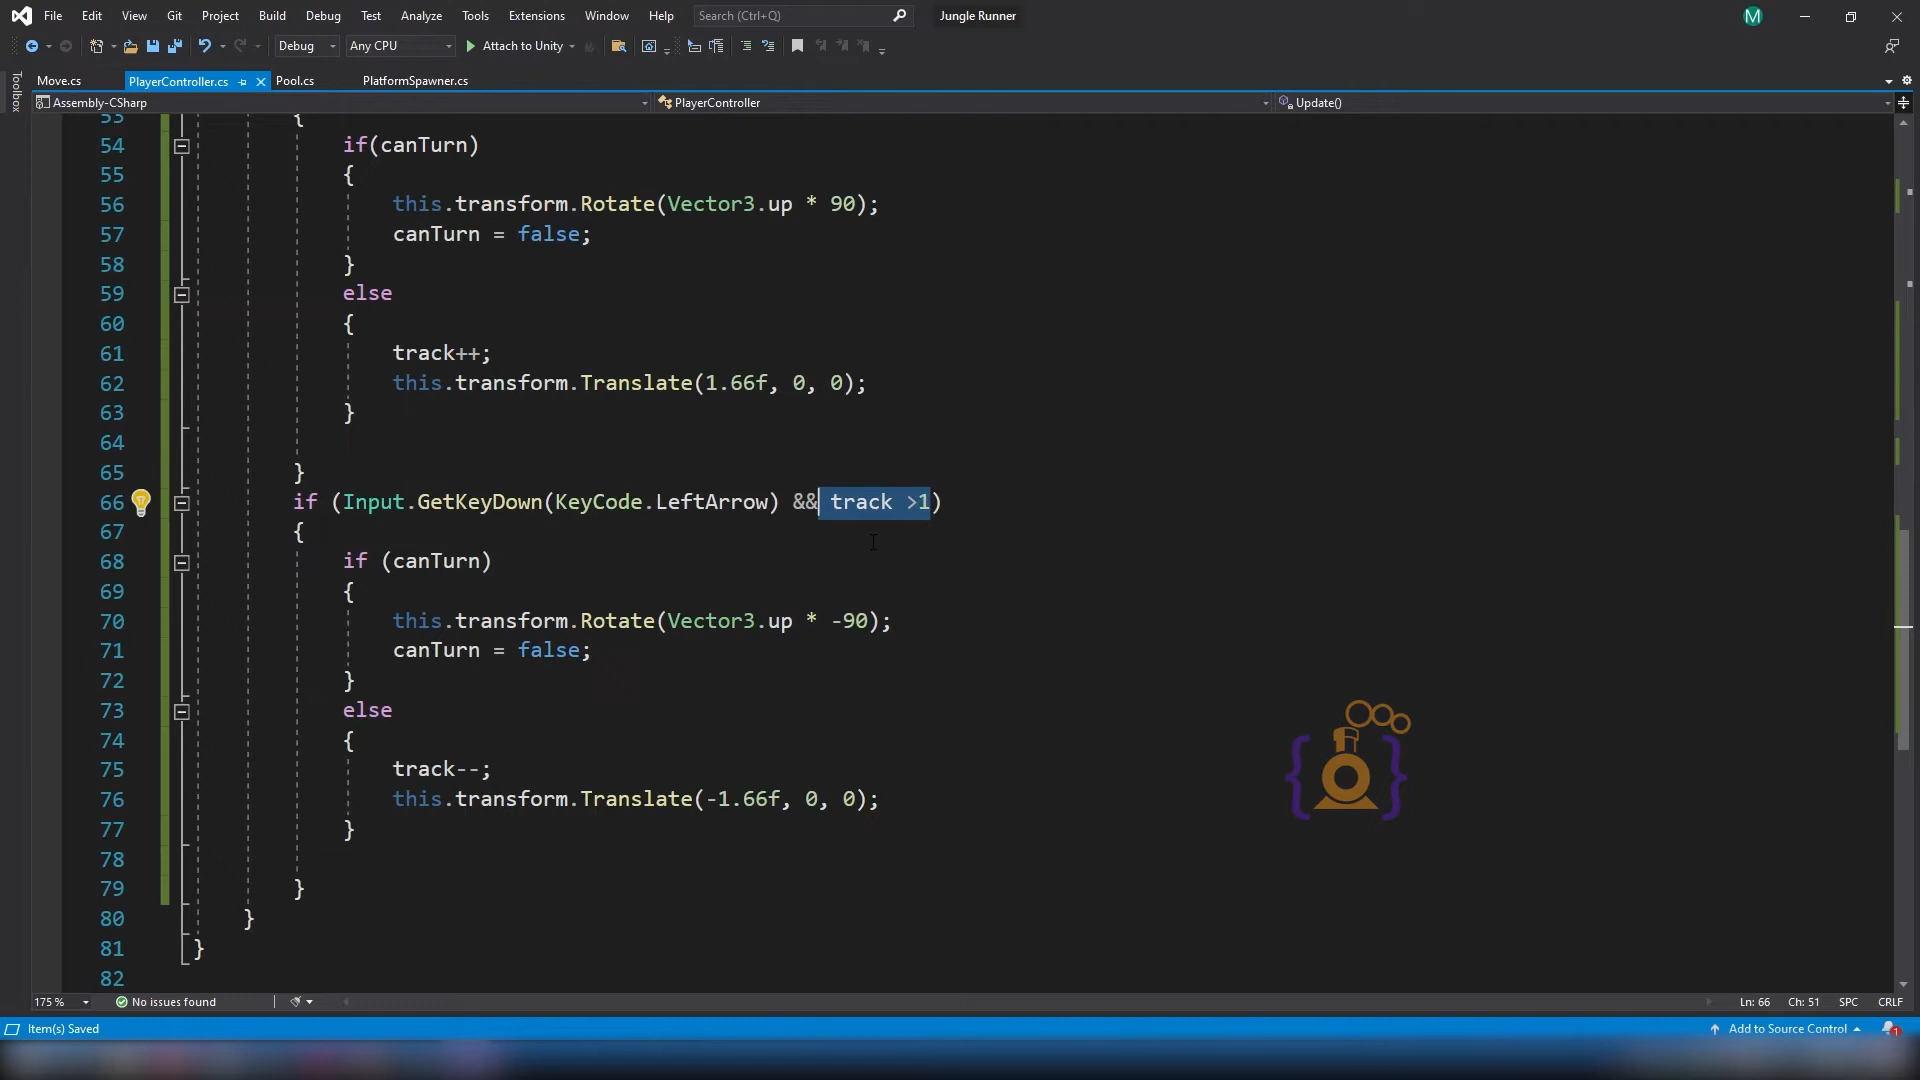 File Edit View Git Project Build Debug Test Analyze Tools Extensions Window Help Search (Ctrl+Q) Jungle Runner M
Debug Any CPU Attach to Unity
Toolbox
Move.cs PlayerController.cs Pool.cs PlatformSpawner.cs
Assembly-CSharp PlayerController Update()
53 {
54 if(canTurn)
55 {
56 this.transform.Rotate(Vector3.up * 90);
57 canTurn = false;
58 }
59 else
60 {
61 track++;
62 this.transform.Translate(1.66f, 0, 0);
63 }
64
65 }
66 if (Input.GetKeyDown(KeyCode.LeftArrow) && track >1)
67 {
68 if (canTurn)
69 {
70 this.transform.Rotate(Vector3.up * -90);
71 canTurn = false;
72 }
73 else
74 {
75 track--;
76 this.transform.Translate(-1.66f, 0, 0);
77 }
78
79 }
80 }
81 }
82
175 % No issues found Ln: 66 Ch: 51 SPC CRLF
Item(s) Saved Add to Source Control 1